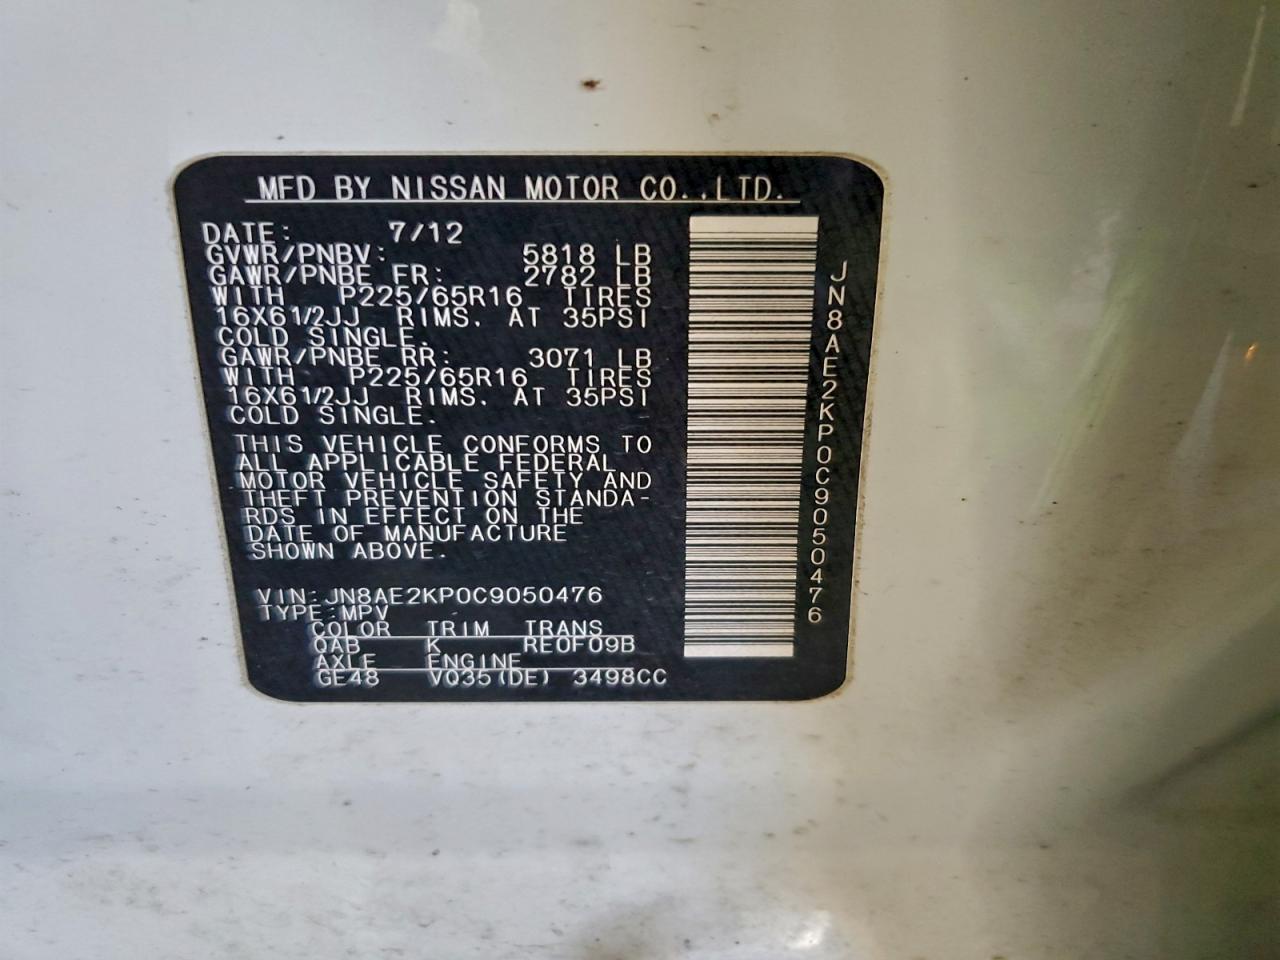 MFD BY NISSAN MOTOR CO.,LTD.
DATE: 7/12
GVWR/PNBV: 5818 LB
GAWR/PNBE FR: 2782 LB
WITH P225/65R16 TIRES
16X61/2JJ RIMS. AT 35PSI
COLD SINGLE.
GAWR/PNBE RR: 3071 LB
WITH P225/65R16 TIRES
16X61/2JJ RIMS. AT 35PSI
COLD SINGLE.
THIS VEHICLE CONFORMS TO
ALL APPLICABLE FEDERAL
MOTOR VEHICLE SAFETY AND
THEFT PREVENTION STANDA-
RDS IN EFFECT ON THE
DATE OF MANUFACTURE
SHOWN ABOVE.
VIN:JN8AE2KP0C9050476
TYPE:MPV
COLOR TRIM TRANS
QAB K RE0F09B
AXLE ENGINE
GE48 VQ35(DE) 3498CC
JN8AE2KP0C9050476